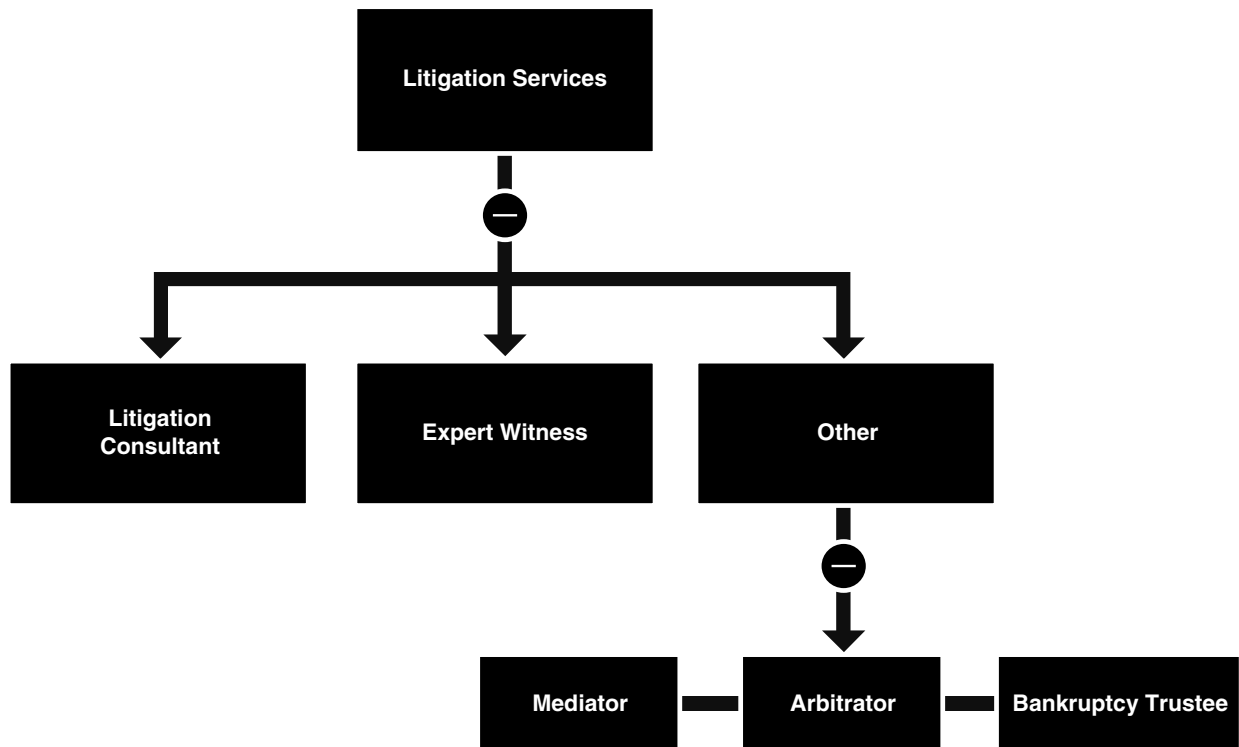 Litigation Services
Litigation
Consultant
Expert Witness
Other
Mediator
Arbitrator
Bankruptcy Trustee